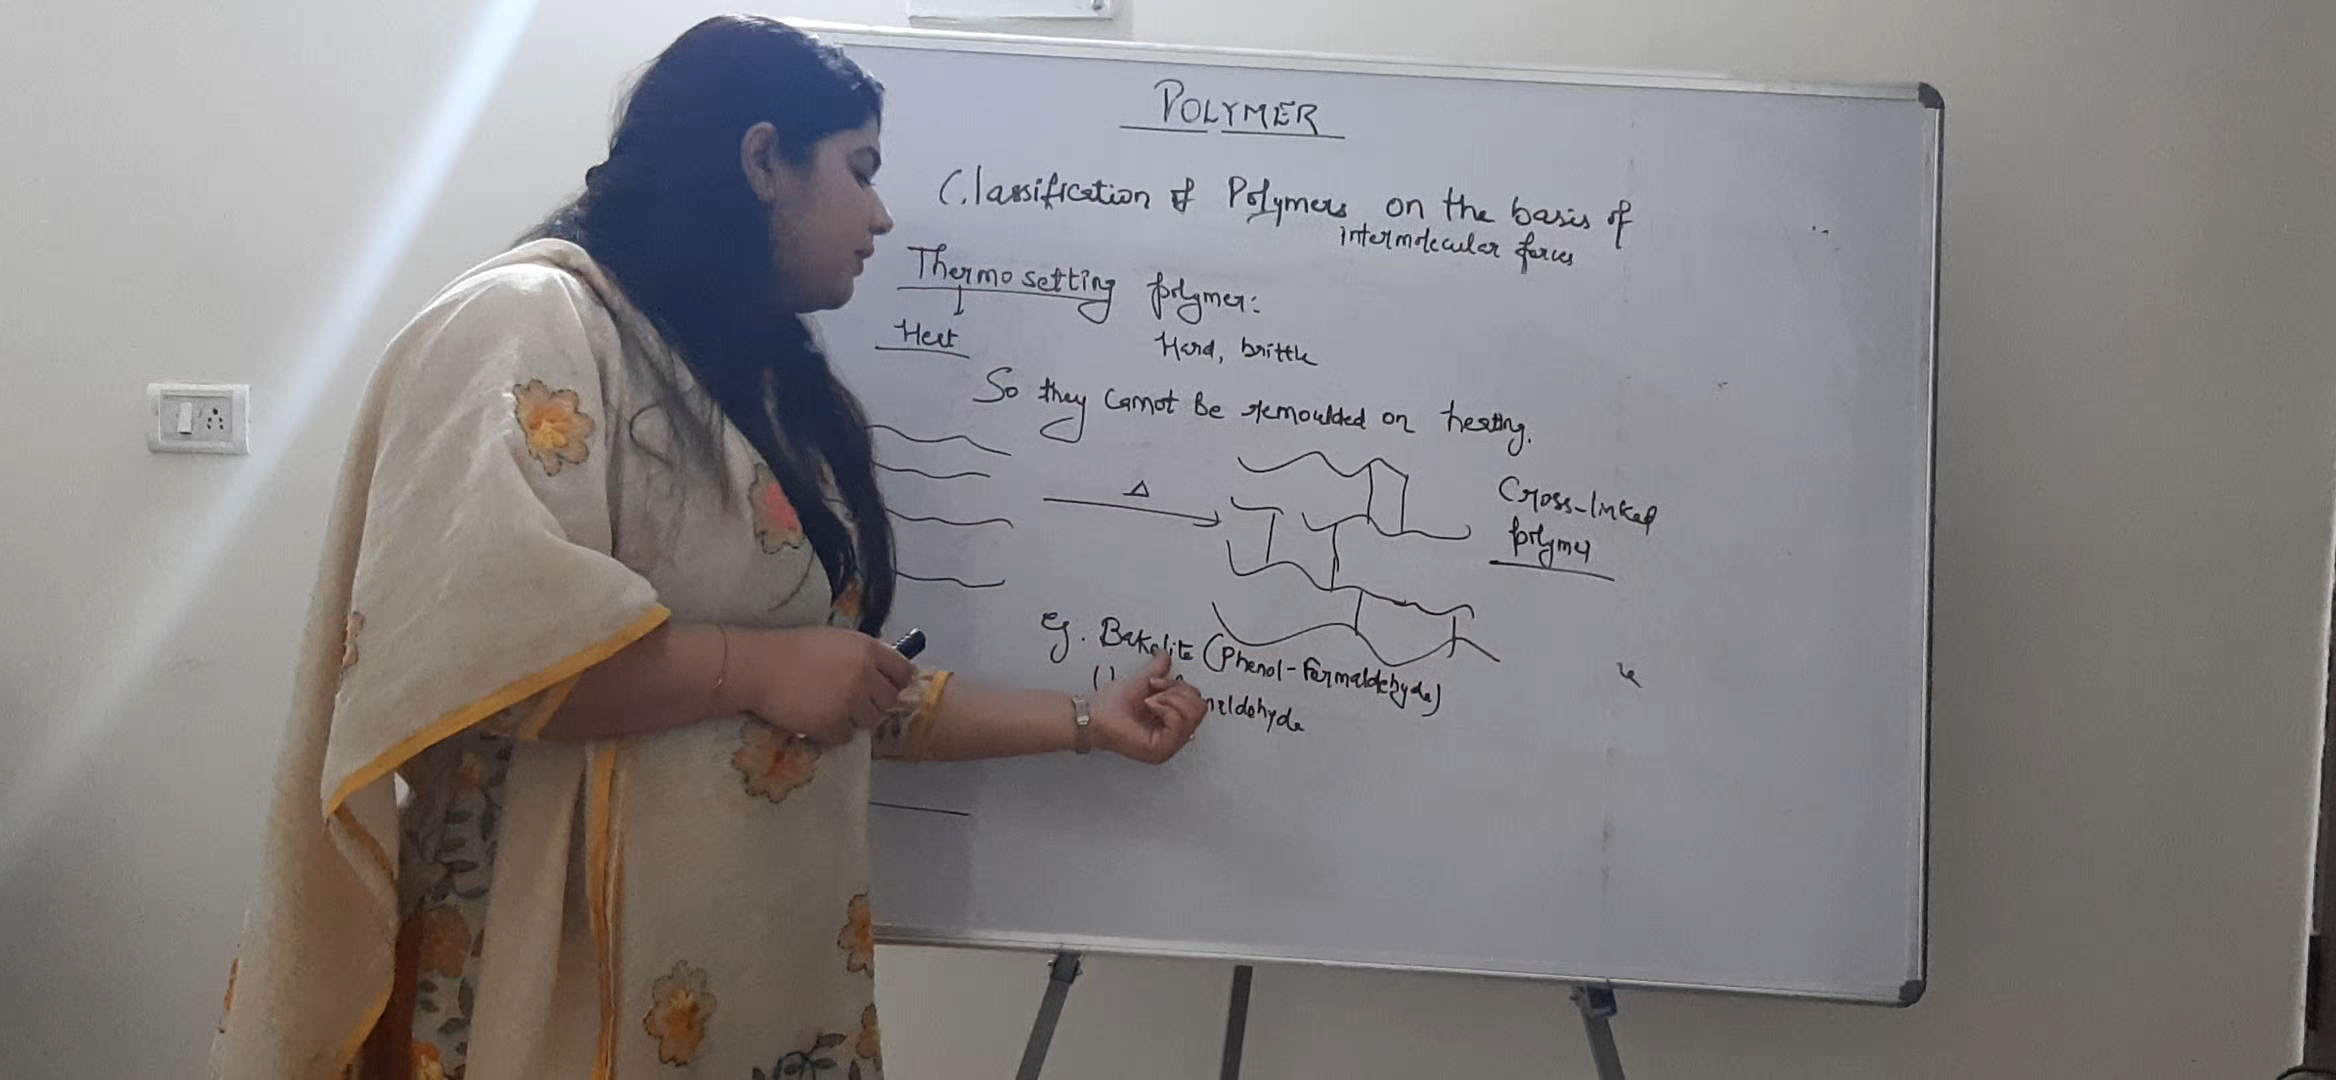 POLYMER
Classification of Polymers on the basis of
intermolecular forces
Thermosetting polymer:
Heat
Hard, brittle
So they cannot Be remoulded on heating.
Δ
Cross-linked
polymer
eg. Bakelite (Phenol-Formaldehyde)